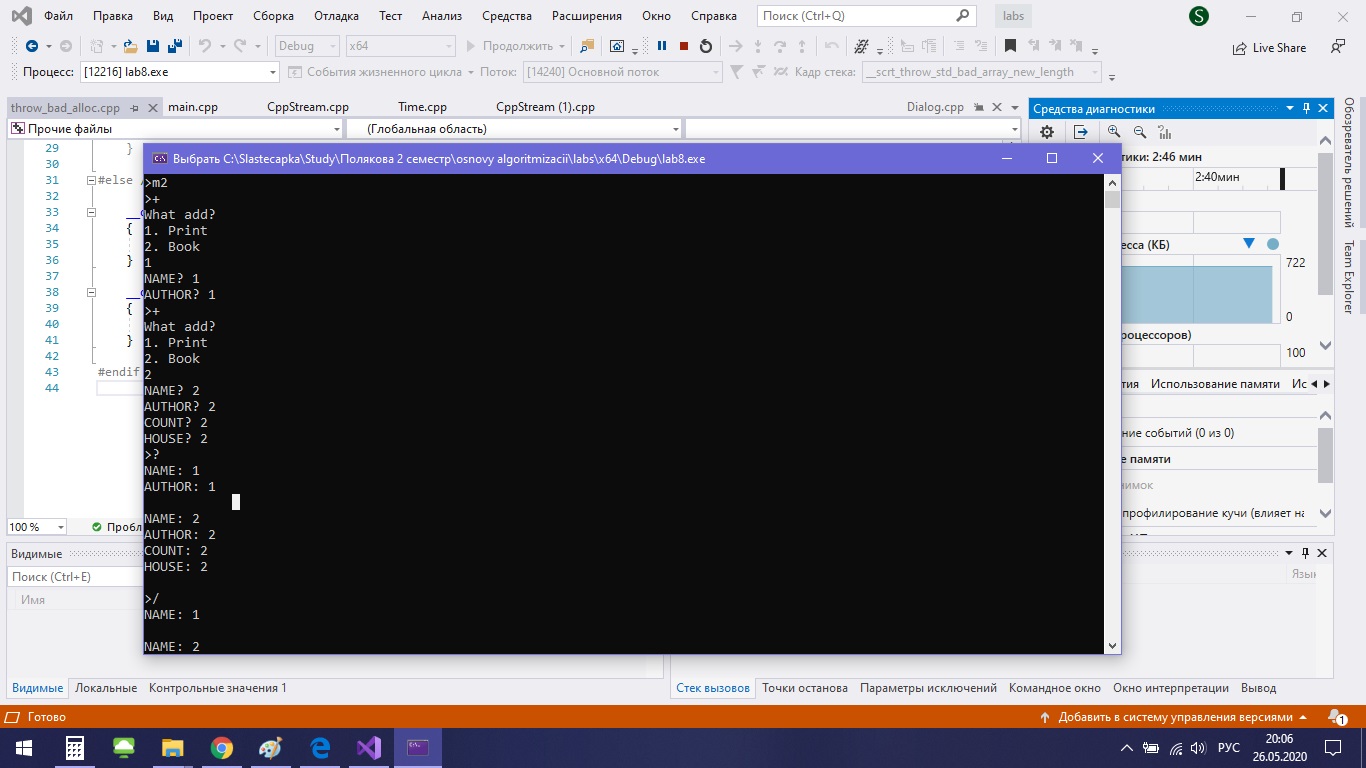 Файл Правка Вид Проект Сборка Отладка Тест Анализ Средства Расширения Окно Справка Поиск (Ctrl+Q) labs S
Debug x64 Продолжить Live Share
Процесс: [12216] lab8.exe События жизненного цикла Поток: [14240] Основной поток Кадр стека: __scrt_throw_std_bad_array_new_length
throw_bad_alloc.cpp main.cpp CppStream.cpp Time.cpp CppStream (1).cpp Dialog.cpp
Прочие файлы (Глобальная область)
29 }
30
31 #else
32
33
34 {
35
36 }
37
38
39 {
40
41 }
42
43 #endif
44
100 %
Выбрать C:\Slastecapka\Study\Полякова 2 семестр\osnovy algoritmizacii\labs\x64\Debug\lab8.exe
>m2
>+
What add?
1. Print
2. Book
1
NAME? 1
AUTHOR? 1
>+
What add?
1. Print
2. Book
2
NAME? 2
AUTHOR? 2
COUNT? 2
HOUSE? 2
>?
NAME: 1
AUTHOR: 1
NAME: 2
AUTHOR: 2
COUNT: 2
HOUSE: 2
>/
NAME: 1
NAME: 2
Средства диагностики
тики: 2:46 мин
2:40мин
есса (КБ)
722
0
роцессоров)
100
тия Использование памяти Ис
ние событий (0 из 0)
е памяти
нимок
профилирование кучи (влияет на
Обозреватель решений
Team Explorer
Видимые
Поиск (Ctrl+E)
Имя
Язык
Видимые Локальные Контрольные значения 1
Стек вызовов Точки останова Параметры исключений Командное окно Окно интерпретации Вывод
Готово Добавить в систему управления версиями 1
РУС 20:06
26.05.2020